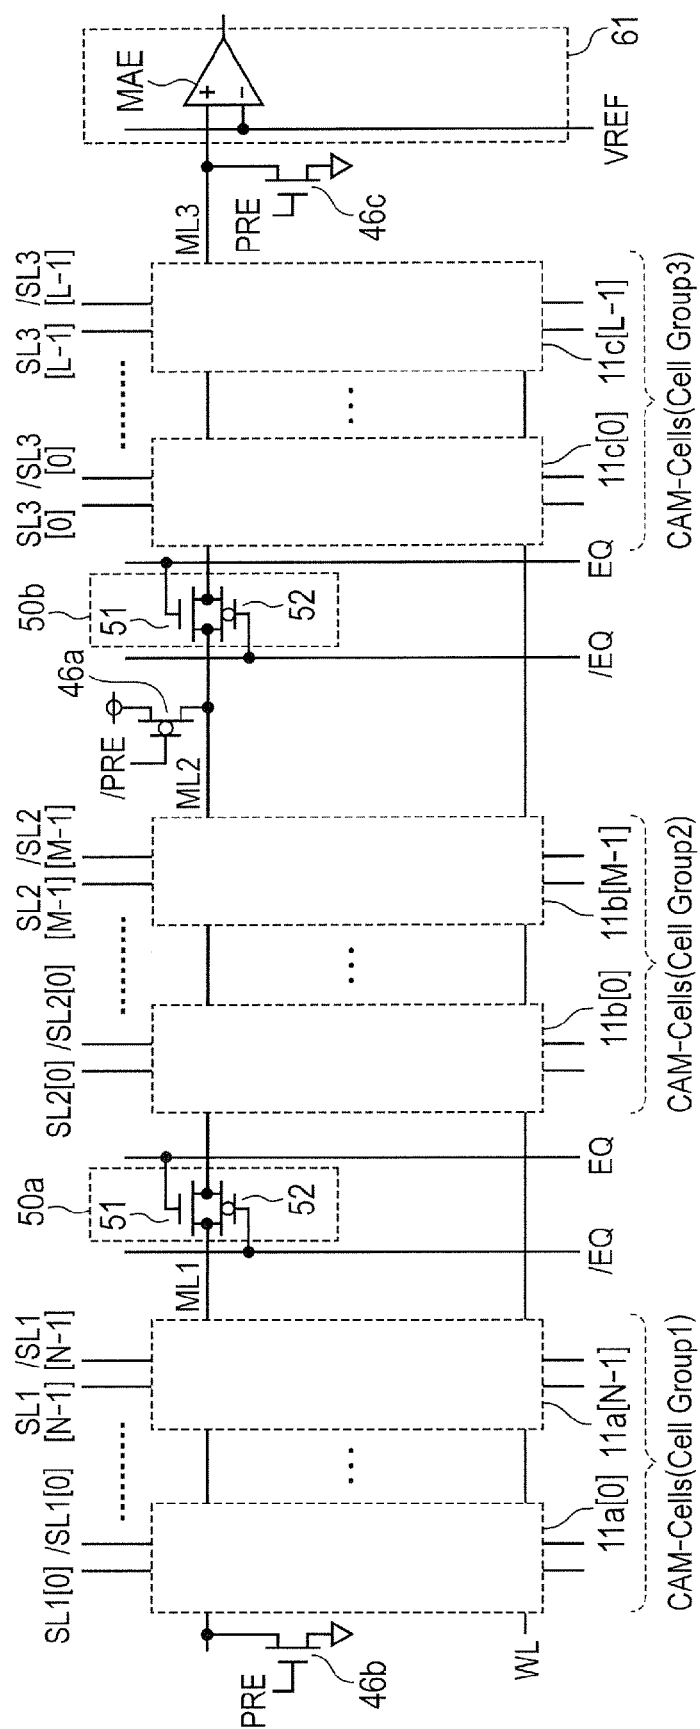 SL1[0] /SL1[0]
SL1 /SL1
[N-1] [N-1]
SL2[0] /SL2[0]
SL2 /SL2
[M-1] [M-1]
SL3 /SL3
[0] [0]
SL3 /SL3
[L-1] [L-1]
50a
50b
51
51
52
52
46a
/PRE
MAE
+
-
PRE
46b
ML1
ML2
ML3
PRE
46c
61
WL
/EQ
EQ
/EQ
EQ
VREF
11a[0]
11a[N-1]
11b[0]
11b[M-1]
11c[0]
11c[L-1]
CAM-Cells(Cell Group1)
CAM-Cells(Cell Group2)
CAM-Cells(Cell Group3)